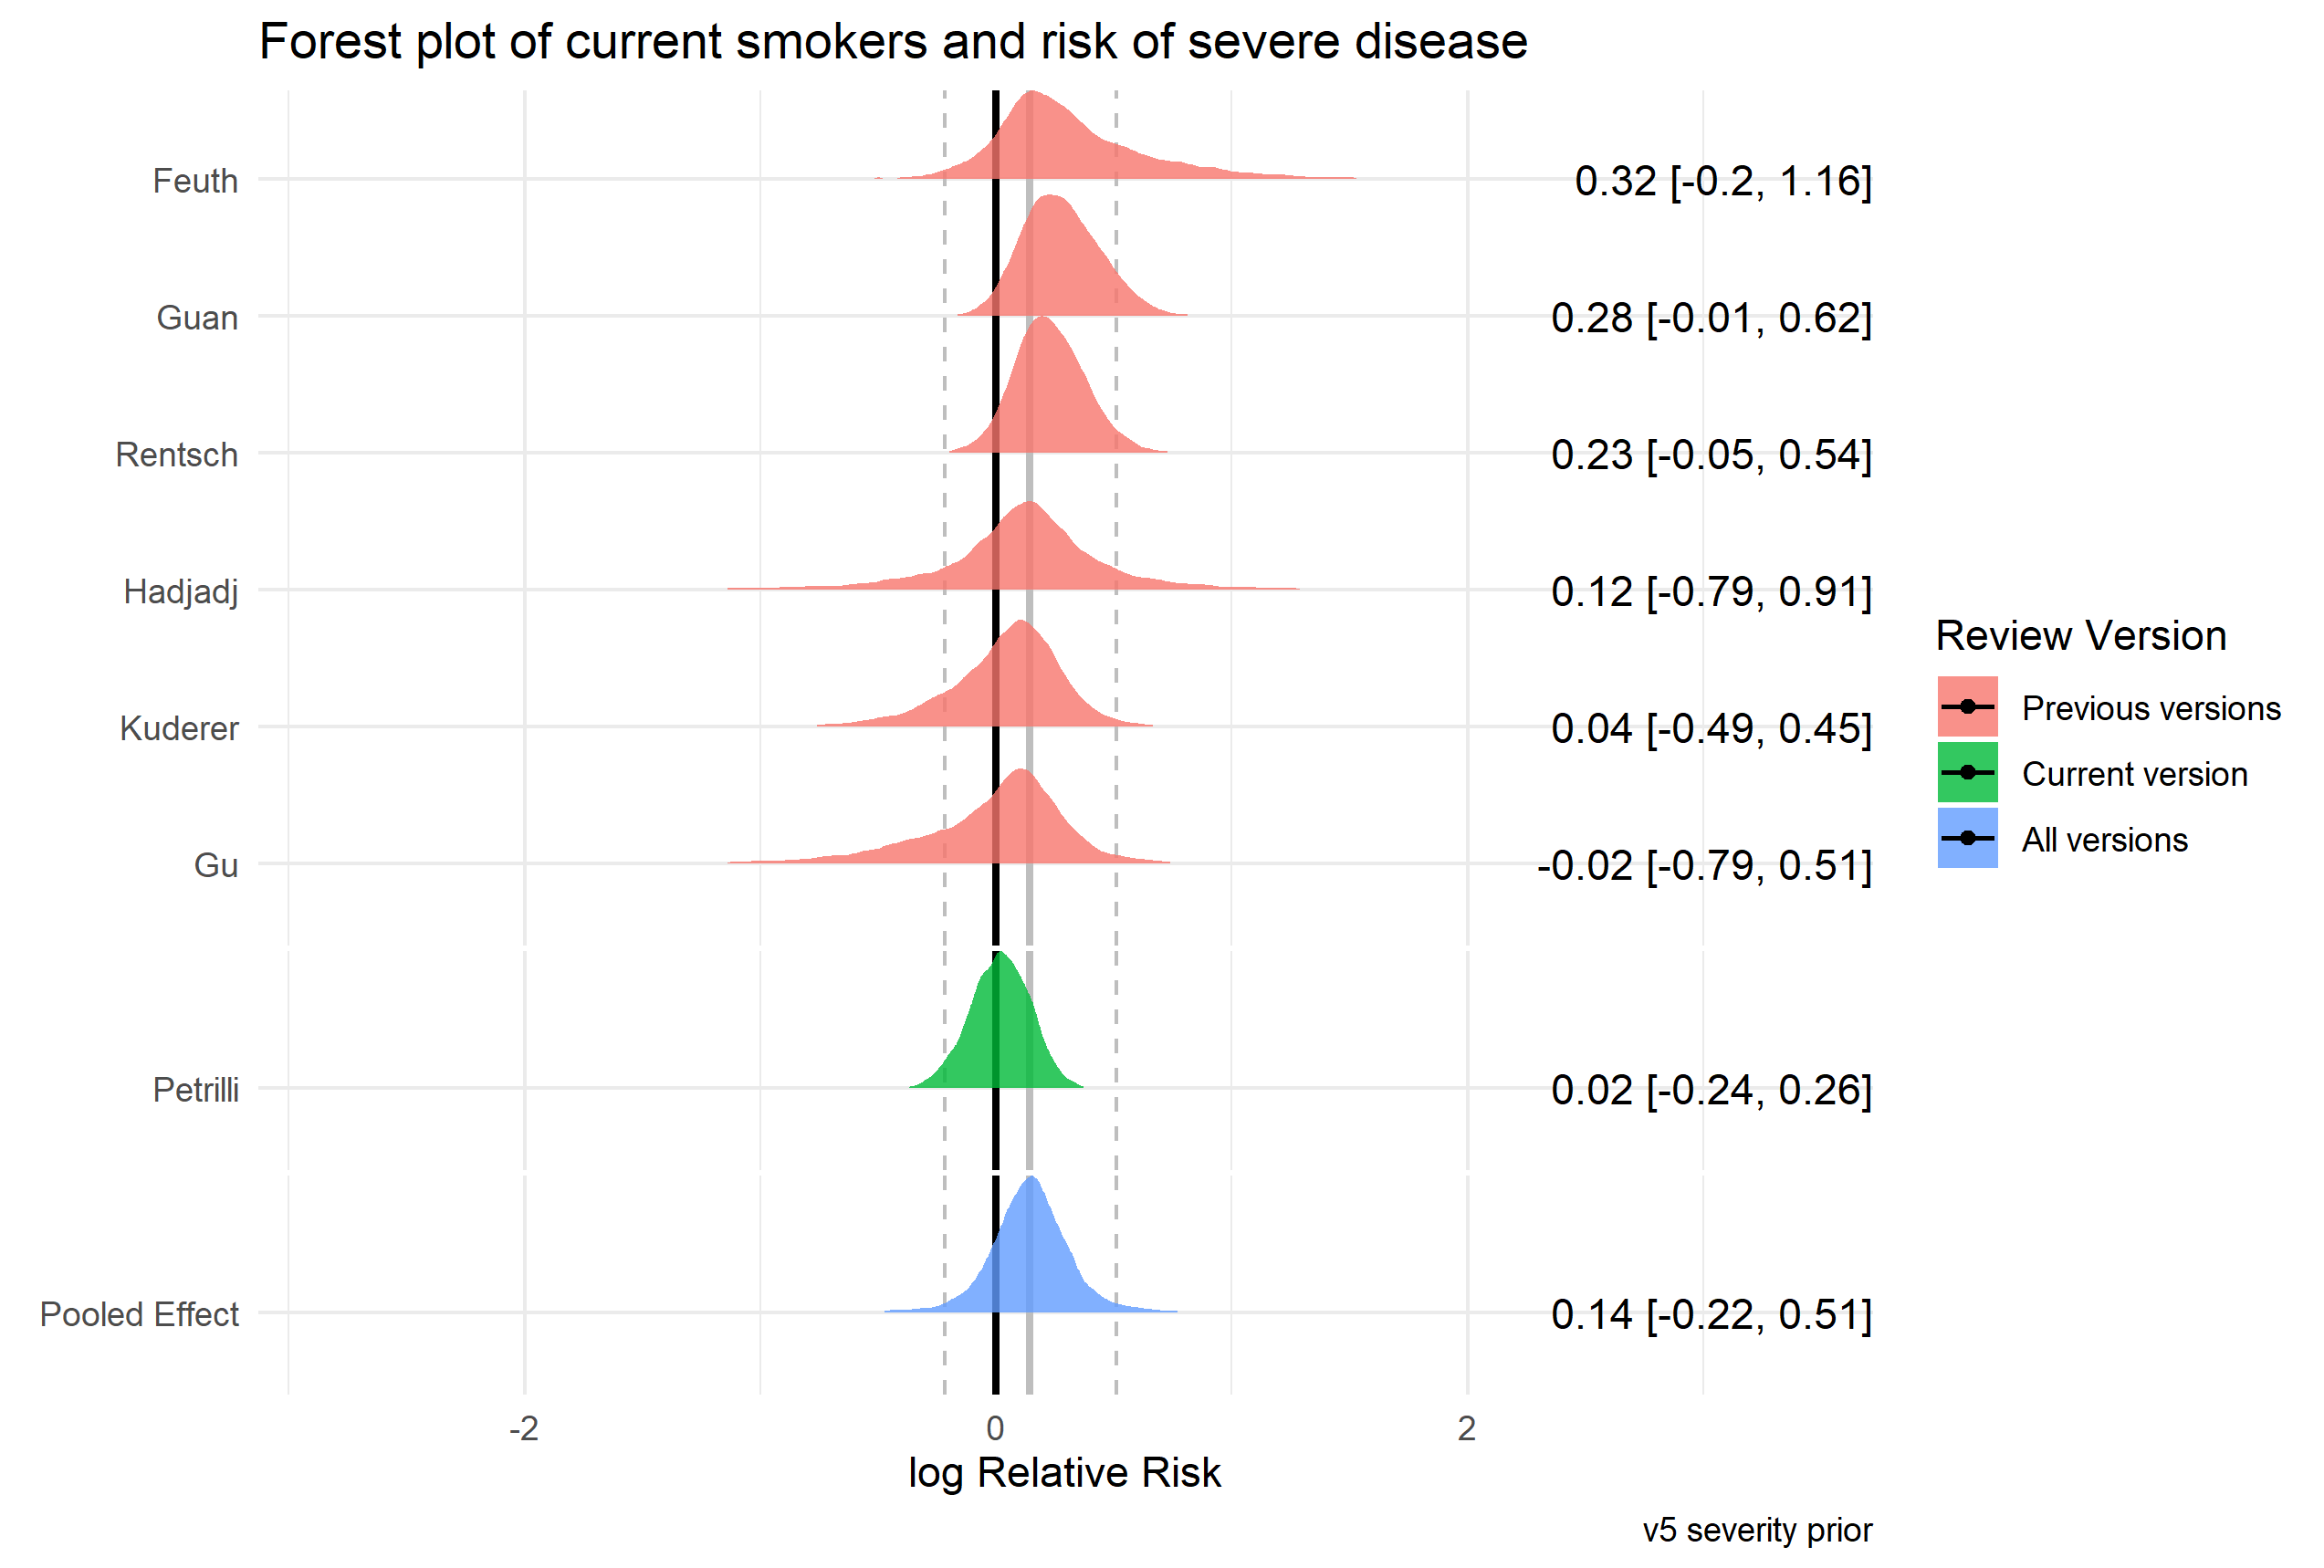 Forest plot of current smokers and risk of severe disease
Feuth 0.32 [-0.2, 1.16]
Guan 0.28 [-0.01, 0.62]
Rentsch 0.23 [-0.05, 0.54]
Hadjadj 0.12 [-0.79, 0.91]
Kuderer 0.04 [-0.49, 0.45]
Gu -0.02 [-0.79, 0.51]
Petrilli 0.02 [-0.24, 0.26]
Pooled Effect 0.14 [-0.22, 0.51]
-2 0 2
log Relative Risk
Review Version
Previous versions
Current version
All versions
v5 severity prior